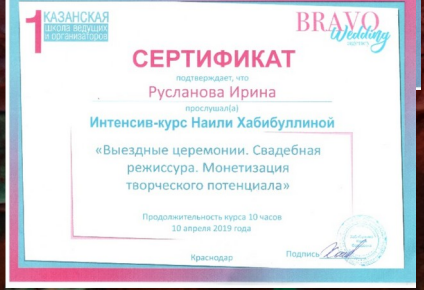 1 КАЗАНСКАЯ
школа ведущих
и организаторов
BRAVO
Wedding
СЕРТИФИКАТ
подтверждает, что
Русланова Ирина
прослушал(а)
Интенсив-курс Наили Хабибуллиной
«Выездные церемонии. Свадебная
режиссура. Монетизация
творческого потенциала»
Продолжительность курса 10 часов
10 апреля 2019 года
Краснодар
Подпись